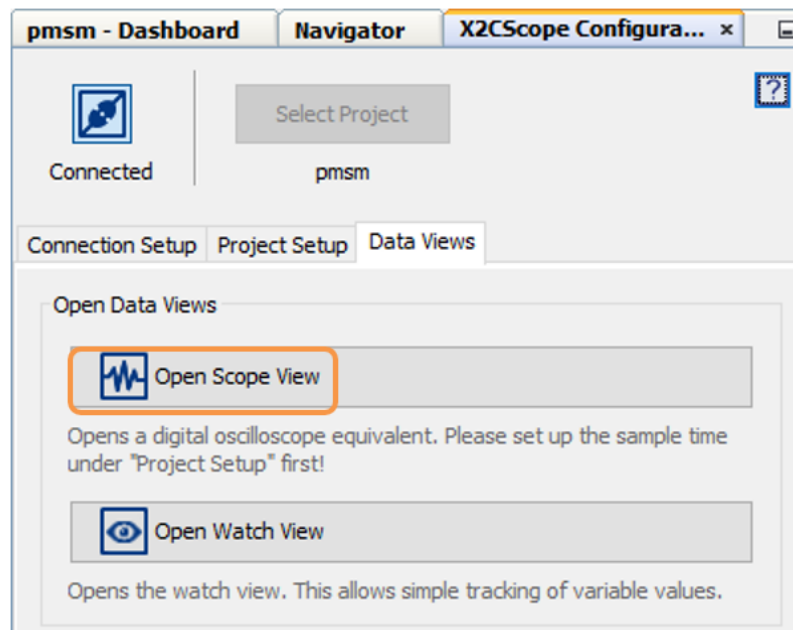 pmsm - Dashboard
Navigator
X2CScope Configura... ×
Select Project
?
Connected
pmsm
Connection Setup
Project Setup
Data Views
Open Data Views
Open Scope View
Opens a digital oscilloscope equivalent. Please set up the sample time
under "Project Setup" first!
Open Watch View
Opens the watch view. This allows simple tracking of variable values.